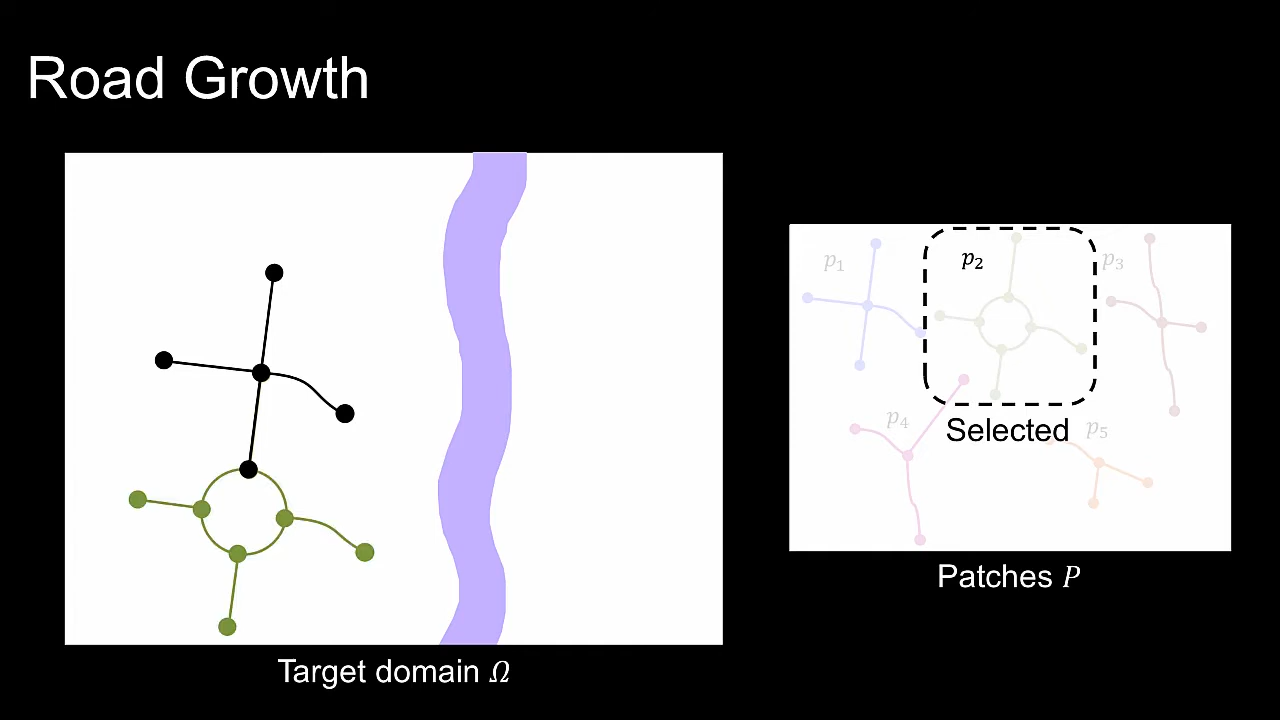 Road Growth
p₁
p₂
p₃
p₄
Selected
p₅
Patches P
Target domain Ω